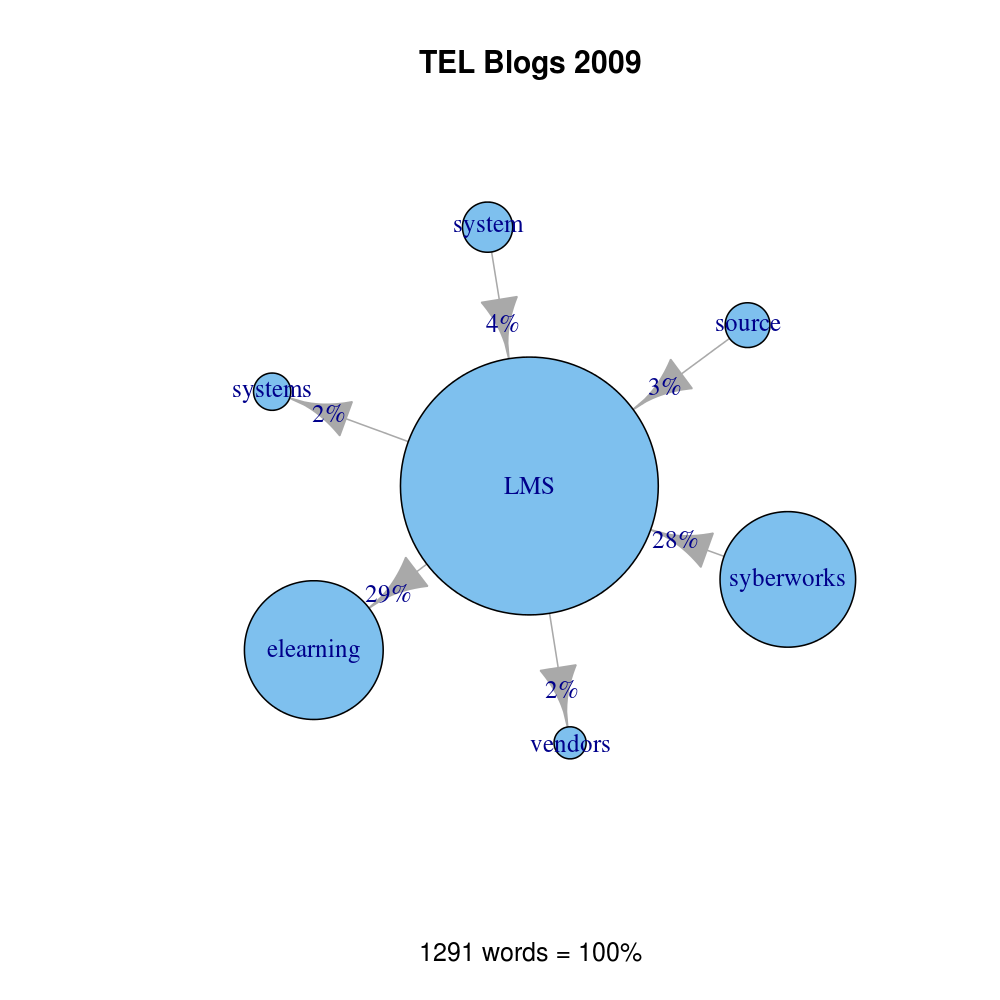 TEL Blogs 2009
system
4%
source
3%
systems
2%
LMS
28%
syberworks
29%
elearning
2%
vendors
1291 words = 100%